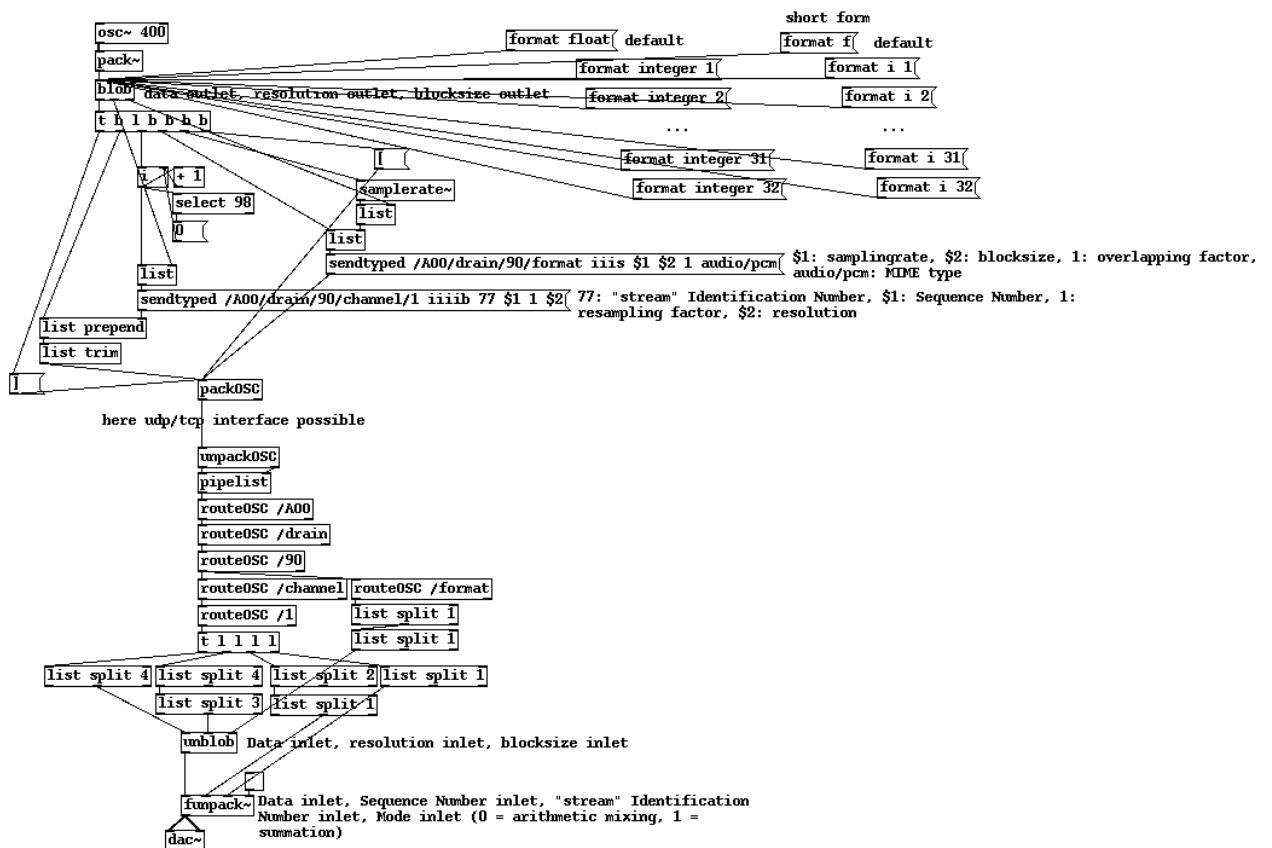 short form
osc~ 400
format float
default
format f
default
pack~
format integer 1
format i 1
blob
data outlet, resolution outlet, blocksize outlet
format integer 2
format i 2
t b l b b b b
...
...
[
format integer 31
format i 31
i
+ 1
samplerate~
format integer 32
format i 32
select 98
list
0
list
sendtyped /A00/drain/90/format iiis $1 $2 1 audio/pcm
$1: samplingrate, $2: blocksize, 1: overlapping factor,
audio/pcm: MIME type
list
sendtyped /A00/drain/90/channel/1 iiiib 77 $1 1 $2
77: "stream" Identification Number, $1: Sequence Number, 1:
resampling factor, $2: resolution
list prepend
list trim
]
packOSC
here udp/tcp interface possible
unpackOSC
pipelist
routeOSC /A00
routeOSC /drain
routeOSC /90
routeOSC /channel
routeOSC /format
routeOSC /1
list split 1
t l l l l
list split 1
list split 4
list split 4
list split 2
list split 1
list split 3
list split 1
unblob
Data inlet, resolution inlet, blocksize inlet
funpack~
Data inlet, Sequence Number inlet, "stream" Identification
Number inlet, Mode inlet (0 = arithmetic mixing, 1 =
summation)
dac~